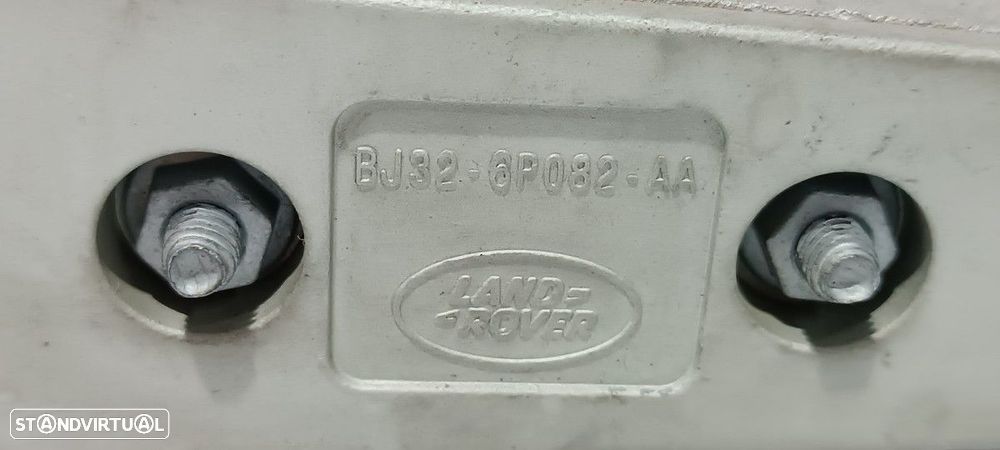 BJ32-6P082-AA
LAND-
-ROVER
STANDVIRTUAL